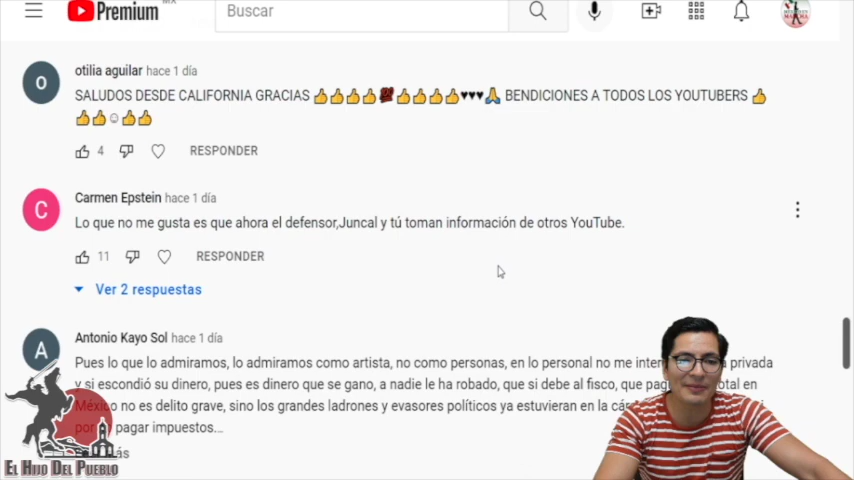 Premium MX
Buscar
O
otilia aguilar hace 1 día
SALUDOS DESDE CALIFORNIA GRACIAS 👍👍👍👍💯👍👍👍👍♥♥♥🙏 BENDICIONES A TODOS LOS YOUTUBERS 👍
👍👍☺👍👍
4 RESPONDER
C
Carmen Epstein hace 1 día
Lo que no me gusta es que ahora el defensor,Juncal y tú toman información de otros YouTube.
11 RESPONDER
Ver 2 respuestas
A
Antonio Kayo Sol hace 1 día
Pues lo que lo admiramos, lo admiramos como artista, no como personas, en lo personal no me privada
y si escondió su dinero, pues es dinero que se gano, a nadie le ha robado, que si debe al fisco, que en
México no es delito grave, sino los grandes ladrones y evasores políticos ya estuvieran en la
pagar impuestos...
EL HIJO DEL PUEBLO